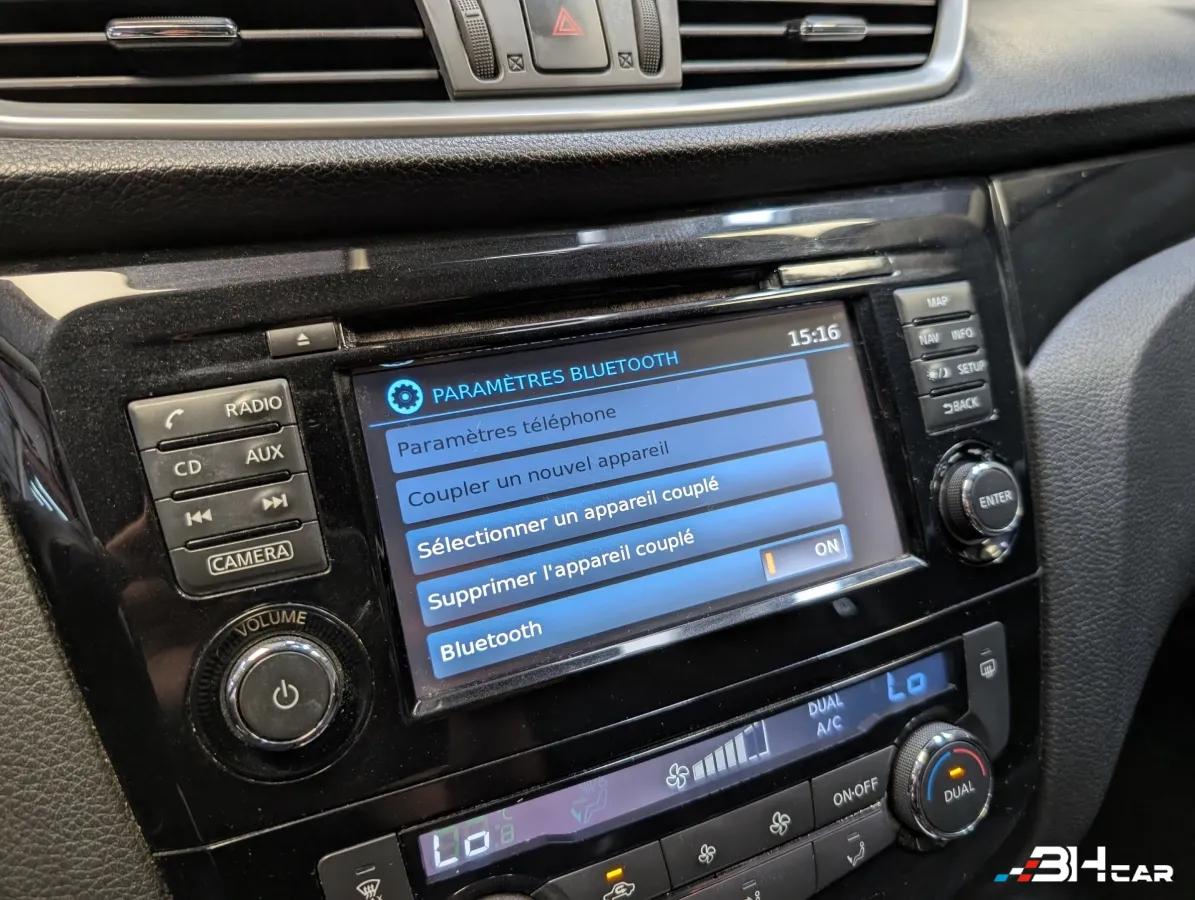 15:16
PARAMÈTRES BLUETOOTH
Paramètres téléphone
Coupler un nouvel appareil
Sélectionner un appareil couplé
Supprimer l'appareil couplé
Bluetooth ON
RADIO
CD AUX
CAMERA
VOLUME
MAP
NAV INFO
SETUP
BACK
ENTER
DUAL
A/C
Lo
Lo
ON·OFF
DUAL
3HCAR